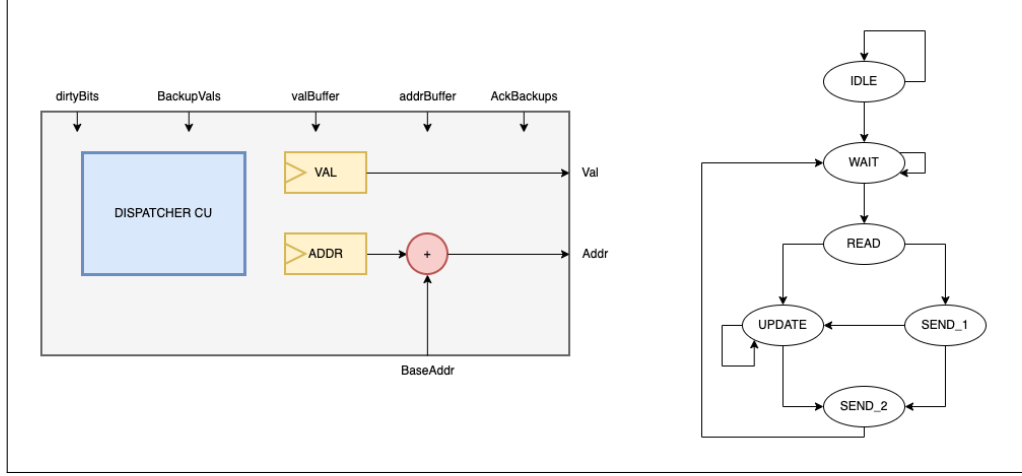 dirtyBits
BackupVals
valBuffer
addrBuffer
AckBackups
DISPATCHER CU
VAL
Val
ADDR
+
Addr
BaseAddr
IDLE
WAIT
READ
UPDATE
SEND_1
SEND_2